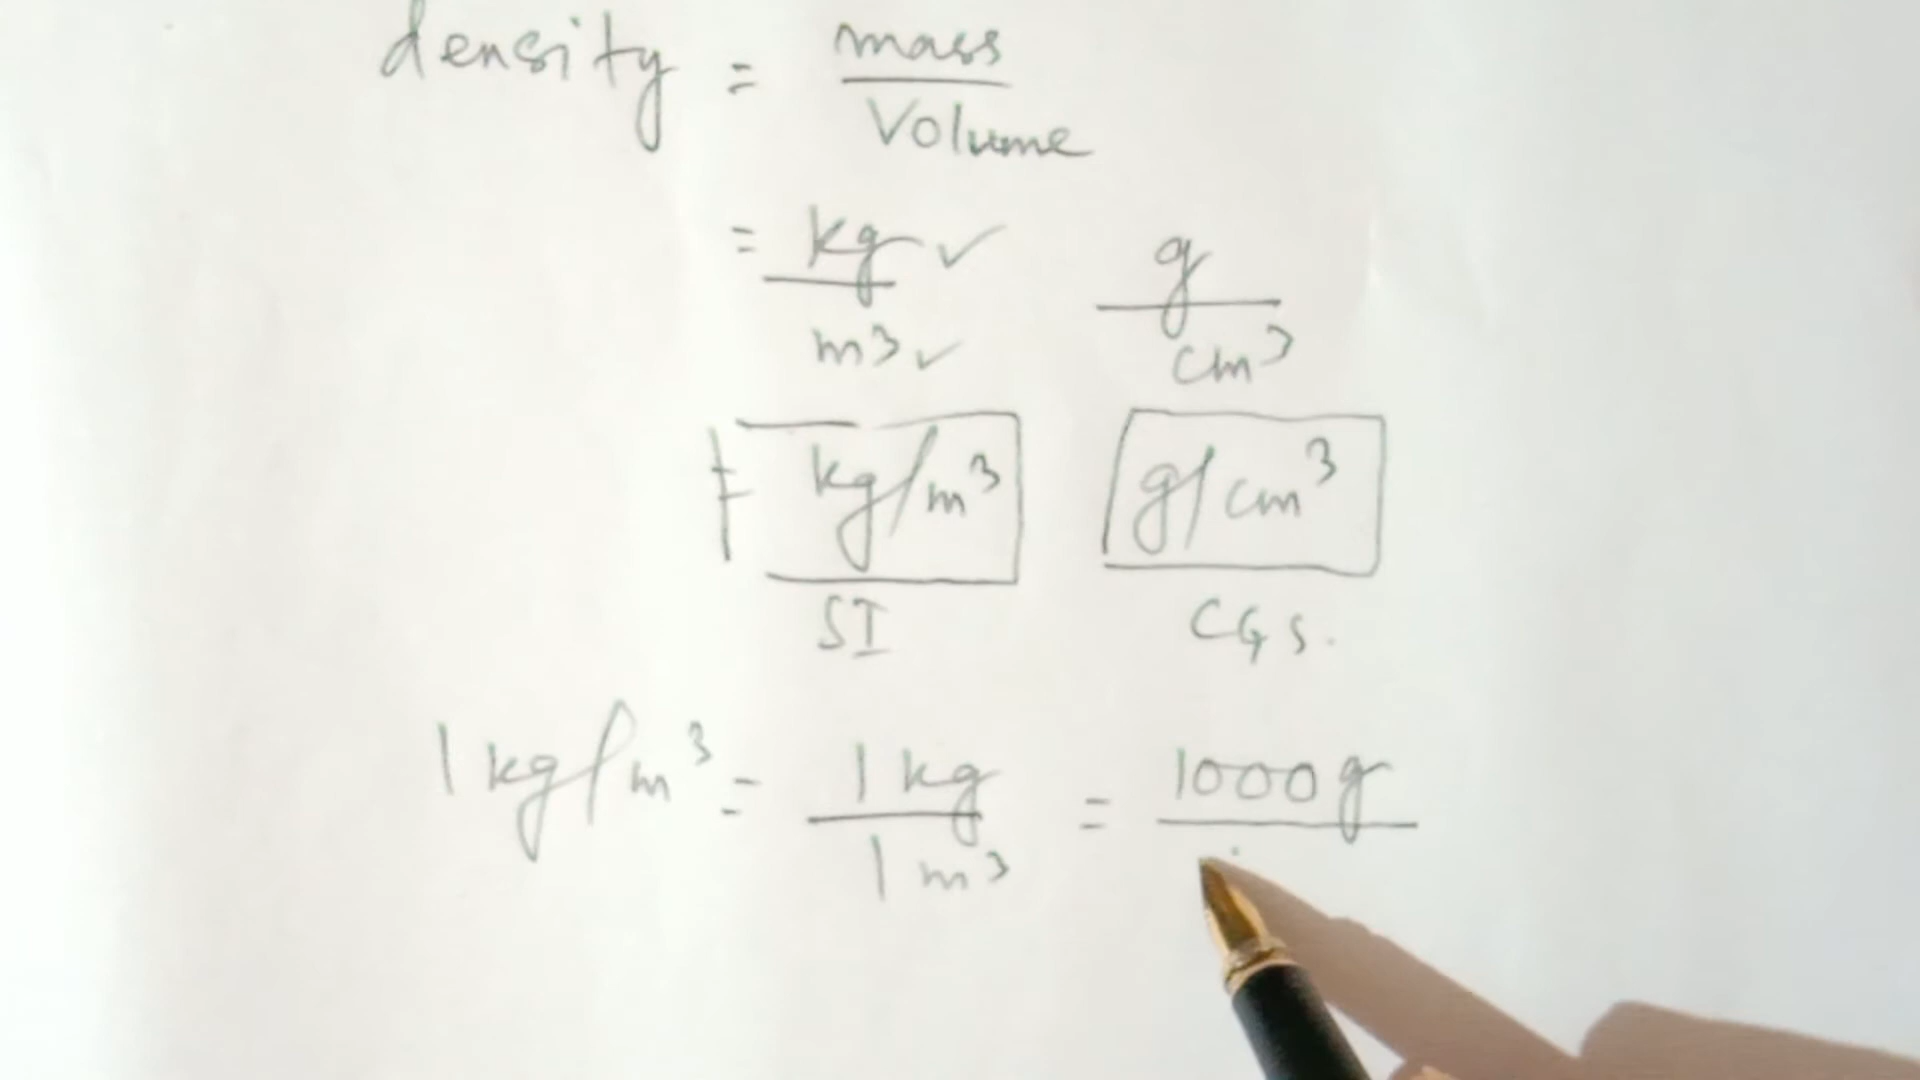 density = mass / Volume
= kg ✓ / m³ ✓   g / cm³
= kg/m³   g/cm³
SI   CGS.
1 kg/m³ = 1 kg / 1 m³ = 1000 g